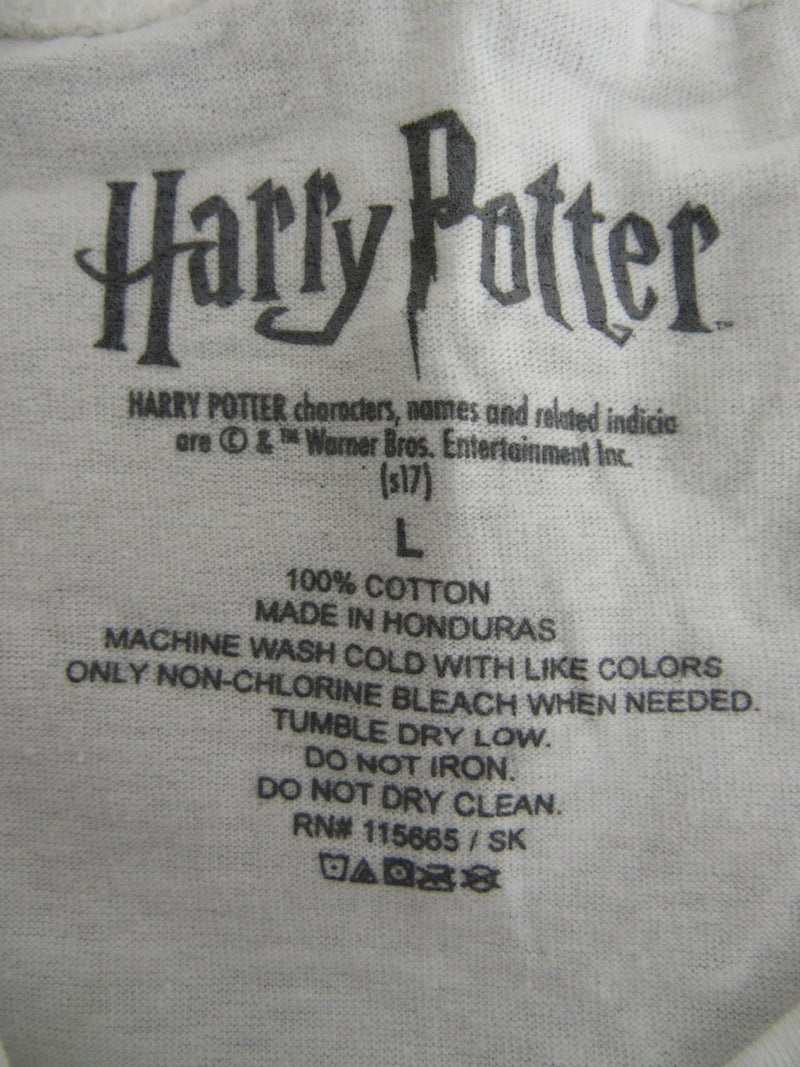 Harry Potter™
HARRY POTTER characters, names and related indicia
are © & ™ Warner Bros. Entertainment Inc.
(s17)
L
100% COTTON
MADE IN HONDURAS
MACHINE WASH COLD WITH LIKE COLORS
ONLY NON-CHLORINE BLEACH WHEN NEEDED.
TUMBLE DRY LOW.
DO NOT IRON.
DO NOT DRY CLEAN.
RN# 115665 / SK